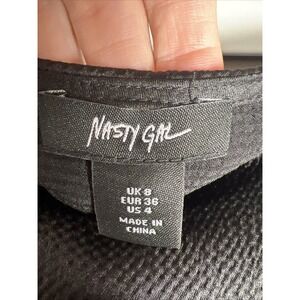 NASTY GAL
UK 8
EUR 36
US 4
MADE IN
CHINA